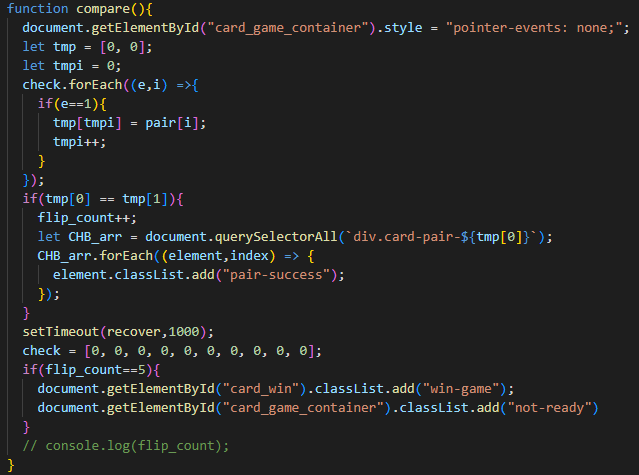 function compare(){
document.getElementById("card_game_container").style = "pointer-events: none;";
let tmp = [0, 0];
let tmpi = 0;
check.forEach((e,i) =>{
if(e==1){
tmp[tmpi] = pair[i];
tmpi++;
}
});
if(tmp[0] == tmp[1]){
flip_count++;
let CHB_arr = document.querySelectorAll(`div.card-pair-${tmp[0]}`);
CHB_arr.forEach((element,index) => {
element.classList.add("pair-success");
});
}
setTimeout(recover,1000);
check = [0, 0, 0, 0, 0, 0, 0, 0, 0, 0];
if(flip_count==5){
document.getElementById("card_win").classList.add("win-game");
document.getElementById("card_game_container").classList.add("not-ready")
}
// console.log(flip_count);
}